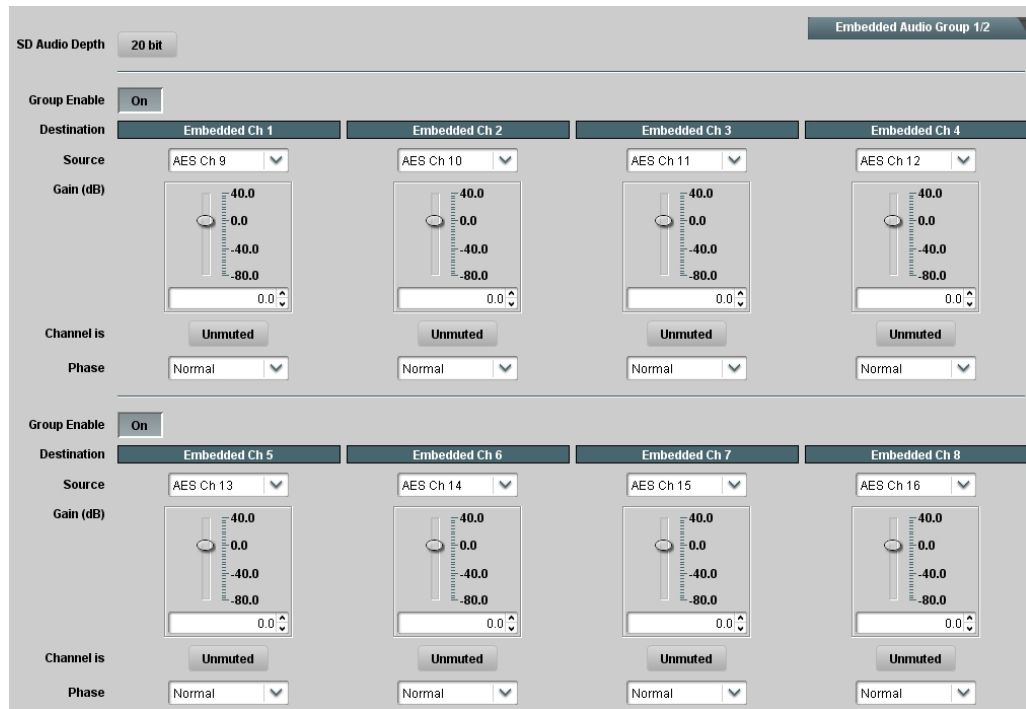 Embedded Audio Group 1/2
SD Audio Depth 20 bit
Group Enable On
Destination Embedded Ch 1 Embedded Ch 2 Embedded Ch 3 Embedded Ch 4
Source AES Ch 9 AES Ch 10 AES Ch 11 AES Ch 12
Gain (dB) 40.0 40.0 40.0 40.0
0.0 0.0 0.0 0.0
-40.0 -40.0 -40.0 -40.0
-80.0 -80.0 -80.0 -80.0
0.0 0.0 0.0 0.0
Channel is Unmuted Unmuted Unmuted Unmuted
Phase Normal Normal Normal Normal
Group Enable On
Destination Embedded Ch 5 Embedded Ch 6 Embedded Ch 7 Embedded Ch 8
Source AES Ch 13 AES Ch 14 AES Ch 15 AES Ch 16
Gain (dB) 40.0 40.0 40.0 40.0
0.0 0.0 0.0 0.0
-40.0 -40.0 -40.0 -40.0
-80.0 -80.0 -80.0 -80.0
0.0 0.0 0.0 0.0
Channel is Unmuted Unmuted Unmuted Unmuted
Phase Normal Normal Normal Normal